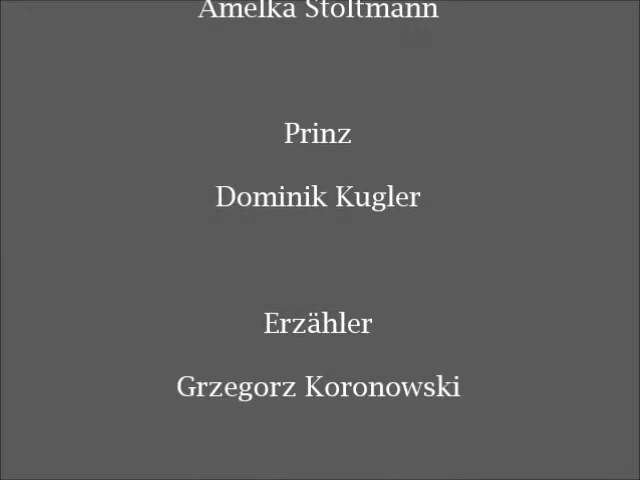 Amelka Stoltmann
Prinz
Dominik Kugler
Erzähler
Grzegorz Koronowski